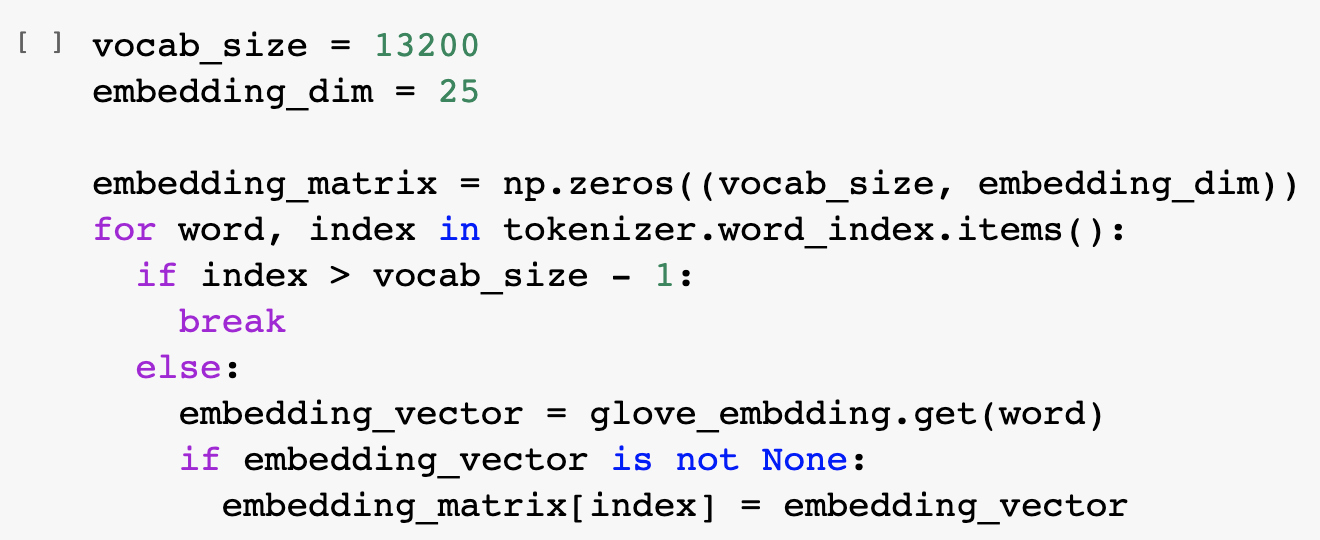 [ ] vocab_size = 13200
embedding_dim = 25
embedding_matrix = np.zeros((vocab_size, embedding_dim))
for word, index in tokenizer.word_index.items():
  if index > vocab_size - 1:
    break
  else:
    embedding_vector = glove_embdding.get(word)
    if embedding_vector is not None:
      embedding_matrix[index] = embedding_vector